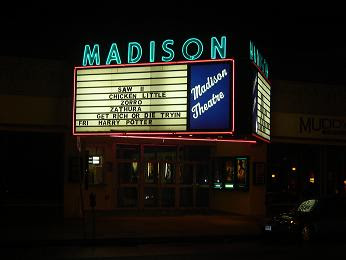 MADISON
SAW II
CHICKEN LITTLE
ZORRO
ZATHURA
GET RICH OR DIE TRYIN
FRI HARRY POTTER
Madison
Theatre